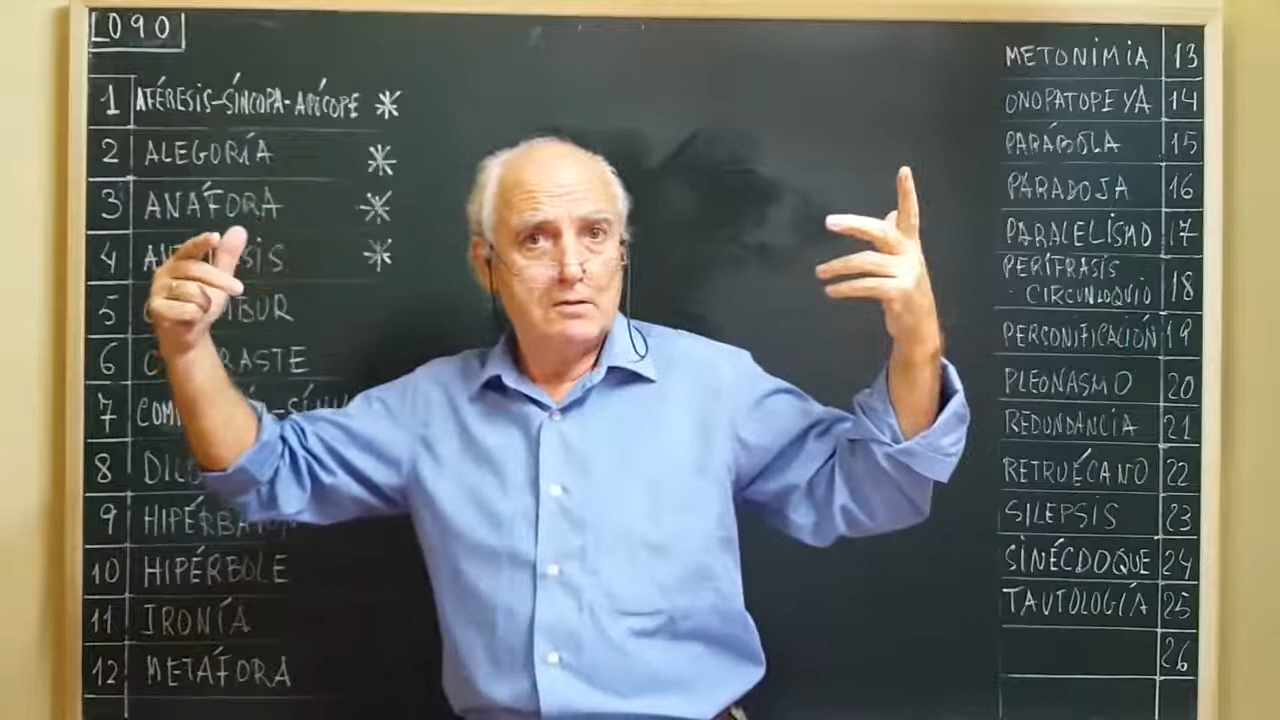 L090
1 AFÉRESIS-SÍNCOPA-APÓCOPE *
2 ALEGORÍA *
3 ANÁFORA *
4 *
5
6
7
8
9
10 HIPÉRBOLE
11 IRONÍA
12 METÁFORA
METONIMIA 13
ONOPATOPEYA 14
PARÁBOLA 15
PARADOJA 16
PARALELISMO 17
PERÍFRASIS
CIRCUNLOQUIO 18
PERSONIFICACIÓN 19
PLEONASMO 20
REDUNDANCIA 21
RETRUÉCANO 22
SILEPSIS 23
SINÉCDOQUE 24
TAUTOLOGÍA 25
26